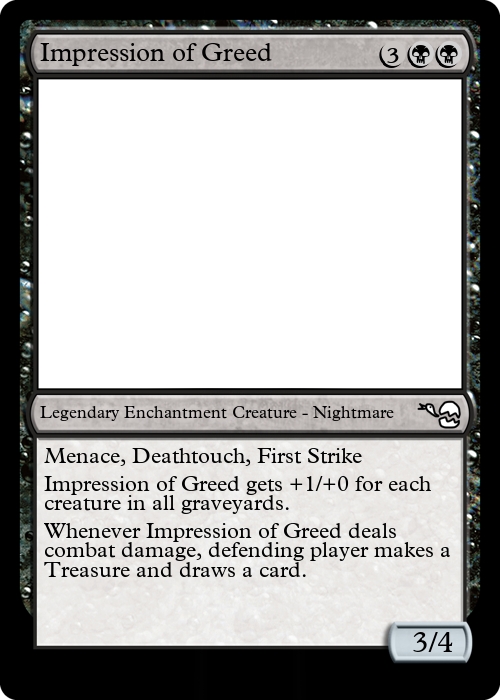 Impression of Greed 3
Legendary Enchantment Creature - Nightmare
Menace, Deathtouch, First Strike
Impression of Greed gets +1/+0 for each
creature in all graveyards.
Whenever Impression of Greed deals
combat damage, defending player makes a
Treasure and draws a card.
3/4